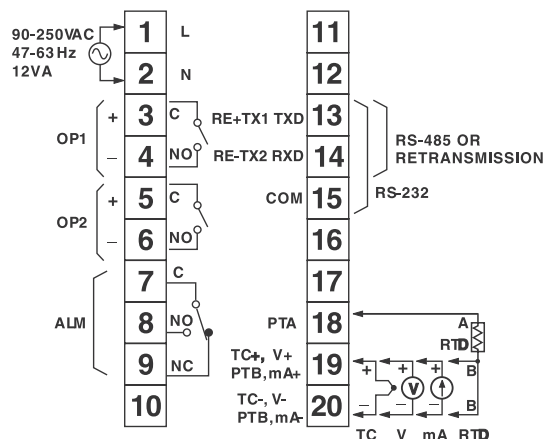 90-250VAC
47-63Hz
12VA
1 L
2 N
OP1
+ 3 C
– 4 NO
OP2
+ 5 C
– 6 NO
ALM
7 C
8 NO
9 NC
10
11
12
RE+TX1 TXD 13
RE-TX2 RXD 14
RS-485 OR
RETRANSMISSION
COM 15
RS-232
16
17
PTA 18
A
RTD
TC+, V+
PTB,mA+
19
+ + + B
V
TC-, V-
PTB,mA-
20
– – – B
TC V mA RTD